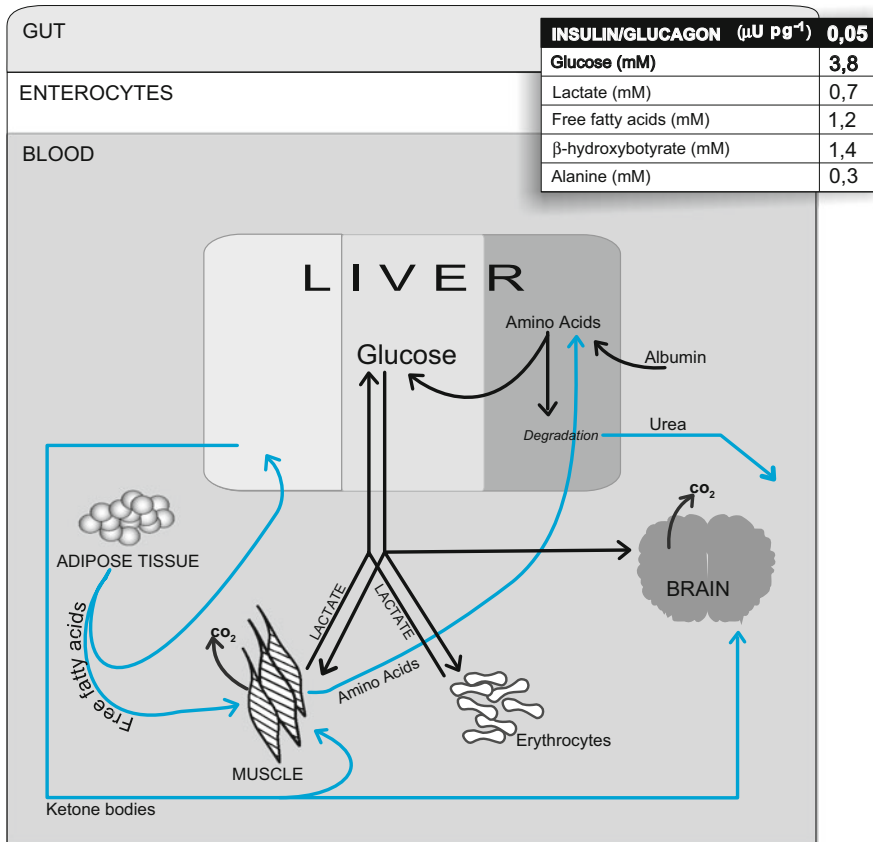 GUT
INSULIN/GLUCAGON (μU pg⁻¹) 0,05
Glucose (mM) 3,8
Lactate (mM) 0,7
Free fatty acids (mM) 1,2
β-hydroxybotyrate (mM) 1,4
Alanine (mM) 0,3
ENTEROCYTES
BLOOD
LIVER
Amino Acids
Glucose
Albumin
Degradation
Urea
co₂
ADIPOSE TISSUE
BRAIN
Free fatty acids
co₂
LACTATE
LACTATE
Amino Acids
Erythrocytes
MUSCLE
Ketone bodies